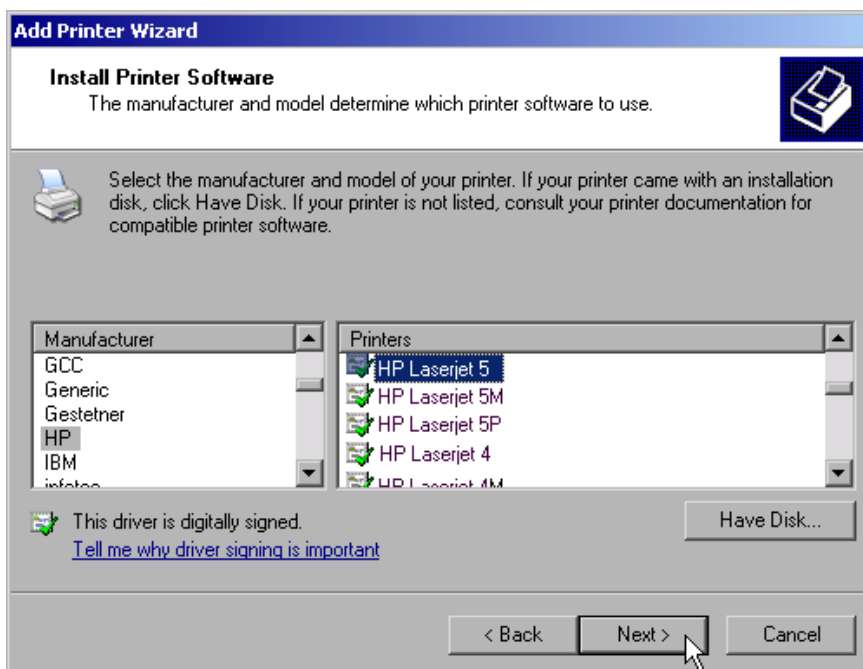 Add Printer Wizard
Install Printer Software
The manufacturer and model determine which printer software to use.
Select the manufacturer and model of your printer. If your printer came with an installation
disk, click Have Disk. If your printer is not listed, consult your printer documentation for
compatible printer software.
Manufacturer
GCC
Generic
Gestetner
HP
IBM
Printers
HP Laserjet 5
HP Laserjet 5M
HP Laserjet 5P
HP Laserjet 4
HP Laserjet 4M
This driver is digitally signed.
Tell me why driver signing is important
Have Disk...
< Back
Next >
Cancel